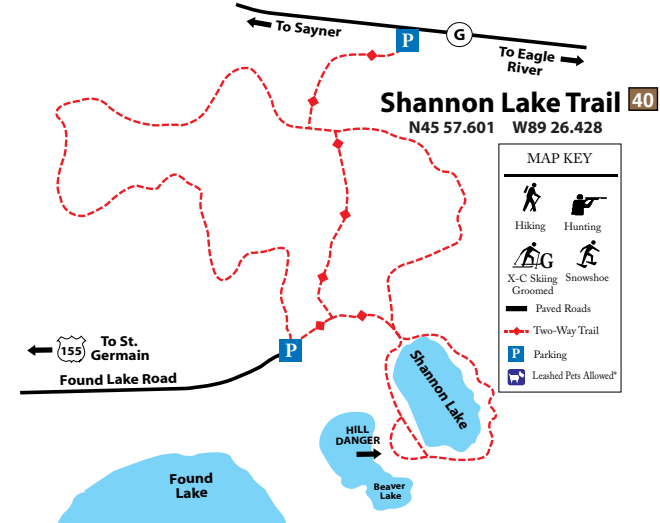 To Sayner
P
G
To Eagle
River
Shannon Lake Trail 40
N45 57.601 W89 26.428
MAP KEY
Hiking
Hunting
G
X-C Skiing
Groomed
Snowshoe
Paved Roads
Two-Way Trail
P Parking
Leashed Pets Allowed*
155
To St.
Germain
P
Found Lake Road
Shannon Lake
HILL
DANGER
Beaver
Lake
Found
Lake